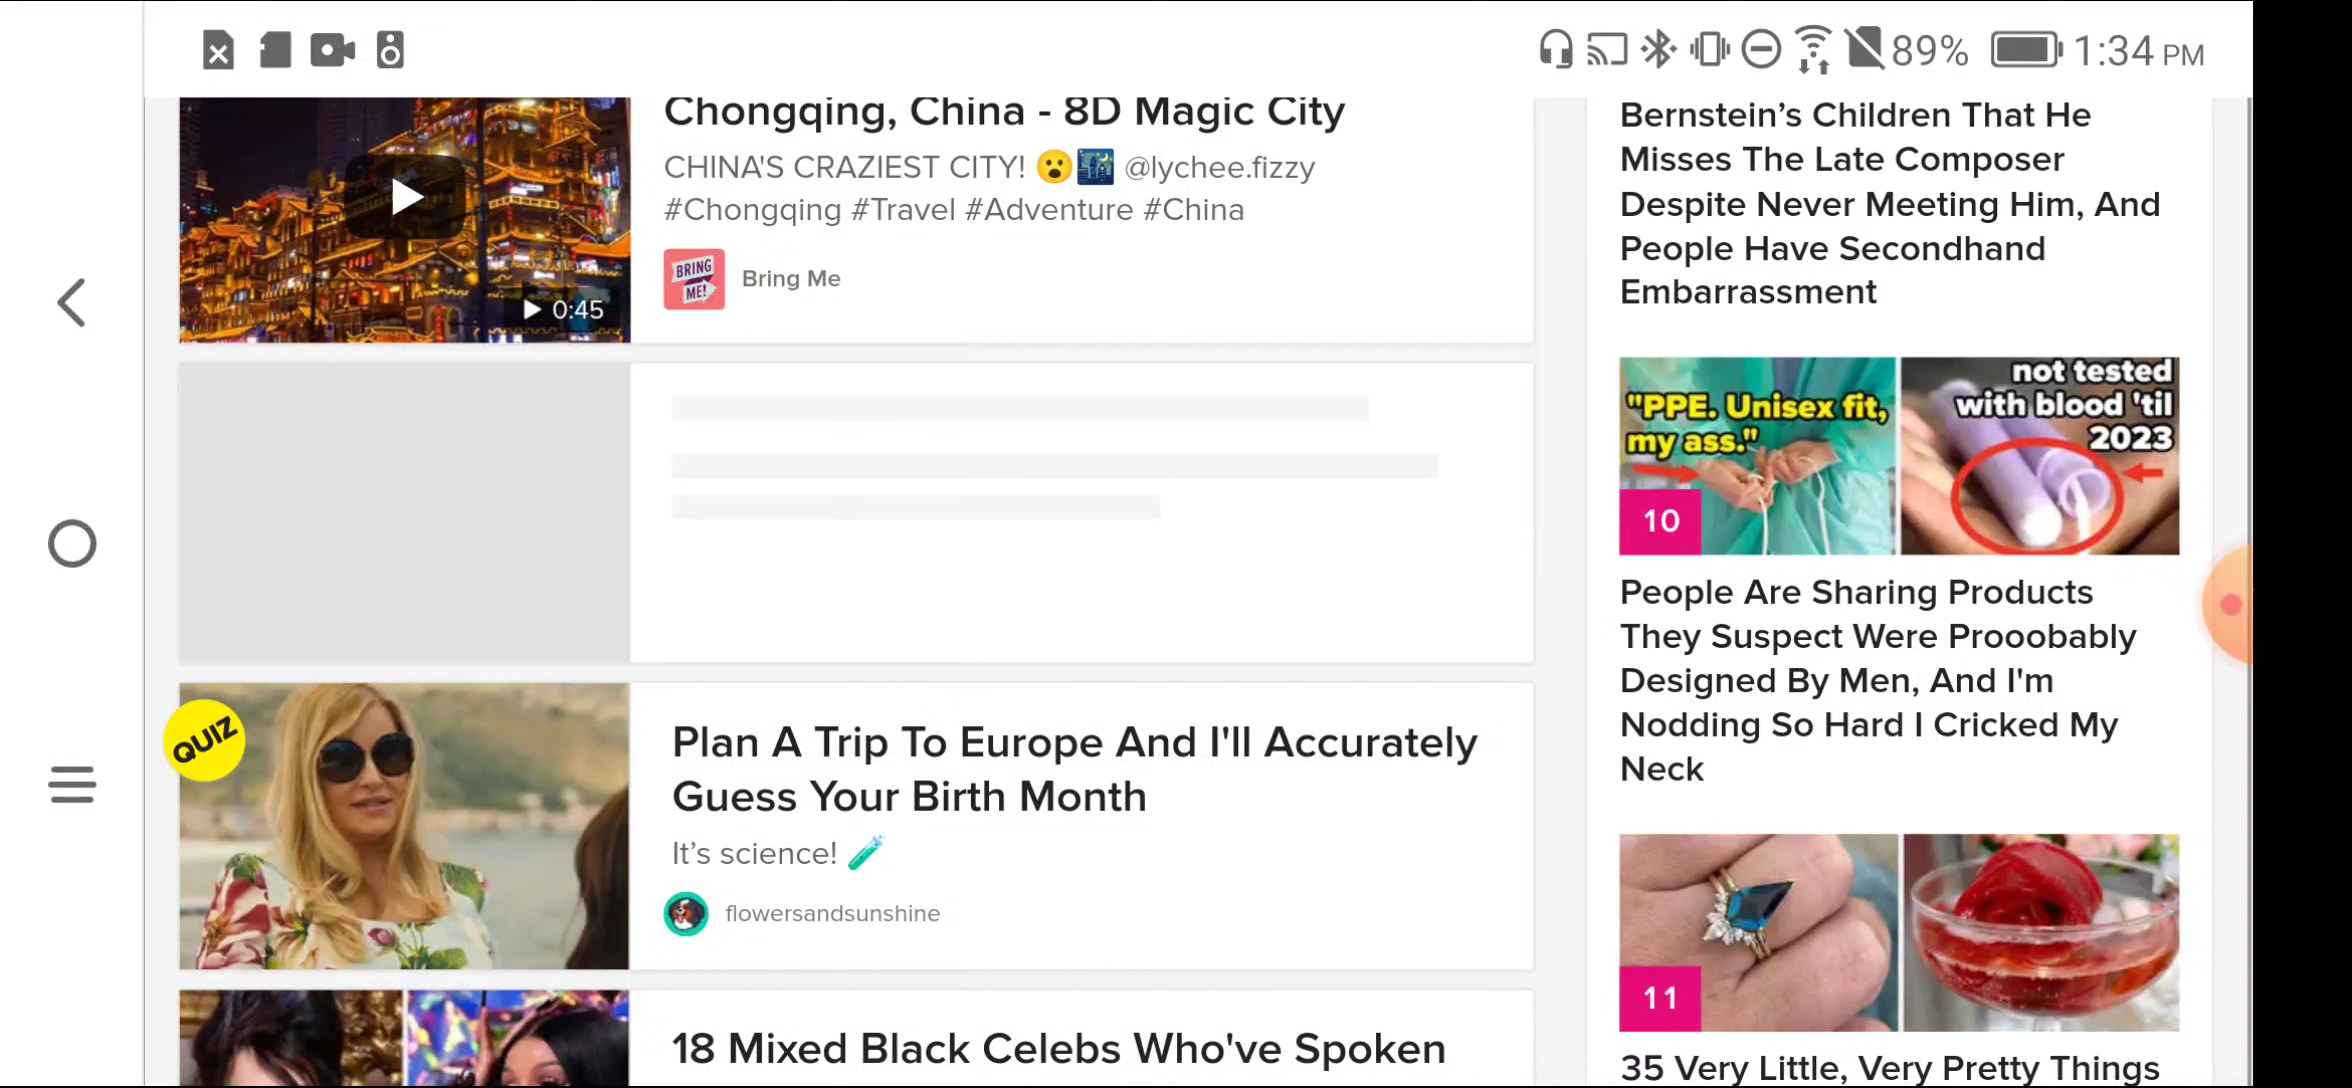 89% 1:34 PM
Chongqing, China - 8D Magic City
CHINA'S CRAZIEST CITY! 😮🌃 @lychee.fizzy
#Chongqing #Travel #Adventure #China
BRING
ME!
Bring Me
0:45
QUIZ
Plan A Trip To Europe And I'll Accurately
Guess Your Birth Month
It’s science! 🧪
flowersandsunshine
18 Mixed Black Celebs Who've Spoken
Bernstein’s Children That He
Misses The Late Composer
Despite Never Meeting Him, And
People Have Secondhand
Embarrassment
"PPE. Unisex fit,
my ass."
not tested
with blood 'til
2023
10
People Are Sharing Products
They Suspect Were Prooobably
Designed By Men, And I'm
Nodding So Hard I Cricked My
Neck
11
35 Very Little, Very Pretty Things